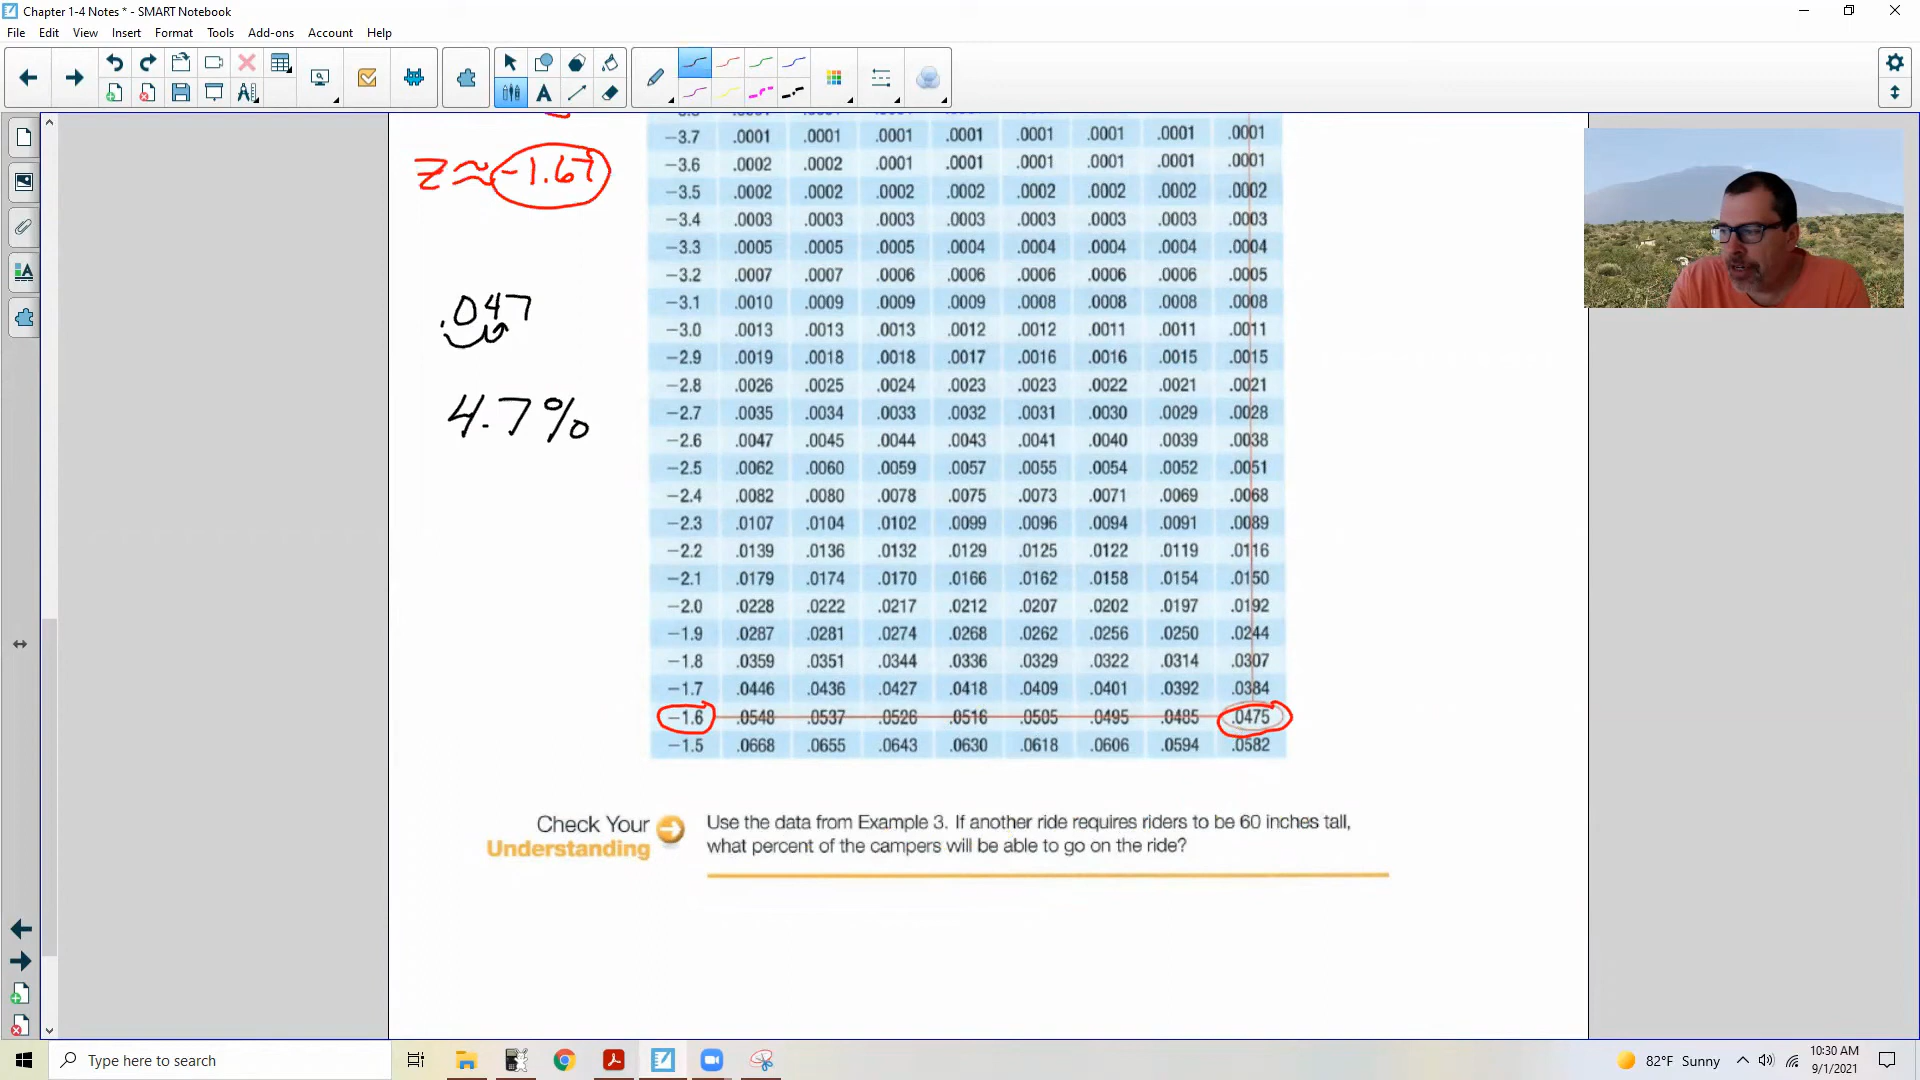 Chapter 1-4 Notes * - SMART Notebook
File Edit View Insert Format Tools Add-ons Account Help
z ≈ -1.67
.047
4.7%
−3.7 .0001 .0001 .0001 .0001 .0001 .0001 .0001 .0001
−3.6 .0002 .0002 .0001 .0001 .0001 .0001 .0001 .0001
−3.5 .0002 .0002 .0002 .0002 .0002 .0002 .0002 .0002
−3.4 .0003 .0003 .0003 .0003 .0003 .0003 .0003 .0003
−3.3 .0005 .0005 .0005 .0004 .0004 .0004 .0004 .0004
−3.2 .0007 .0007 .0006 .0006 .0006 .0006 .0006 .0005
−3.1 .0010 .0009 .0009 .0009 .0008 .0008 .0008 .0008
−3.0 .0013 .0013 .0013 .0012 .0012 .0011 .0011 .0011
−2.9 .0019 .0018 .0018 .0017 .0016 .0016 .0015 .0015
−2.8 .0026 .0025 .0024 .0023 .0023 .0022 .0021 .0021
−2.7 .0035 .0034 .0033 .0032 .0031 .0030 .0029 .0028
−2.6 .0047 .0045 .0044 .0043 .0041 .0040 .0039 .0038
−2.5 .0062 .0060 .0059 .0057 .0055 .0054 .0052 .0051
−2.4 .0082 .0080 .0078 .0075 .0073 .0071 .0069 .0068
−2.3 .0107 .0104 .0102 .0099 .0096 .0094 .0091 .0089
−2.2 .0139 .0136 .0132 .0129 .0125 .0122 .0119 .0116
−2.1 .0179 .0174 .0170 .0166 .0162 .0158 .0154 .0150
−2.0 .0228 .0222 .0217 .0212 .0207 .0202 .0197 .0192
−1.9 .0287 .0281 .0274 .0268 .0262 .0256 .0250 .0244
−1.8 .0359 .0351 .0344 .0336 .0329 .0322 .0314 .0307
−1.7 .0446 .0436 .0427 .0418 .0409 .0401 .0392 .0384
−1.6 .0548 .0537 .0526 .0516 .0505 .0495 .0485 .0475
−1.5 .0668 .0655 .0643 .0630 .0618 .0606 .0594 .0582
Check Your
Understanding
Use the data from Example 3. If another ride requires riders to be 60 inches tall,
what percent of the campers will be able to go on the ride?
Type here to search
82°F Sunny
10:30 AM
9/1/2021